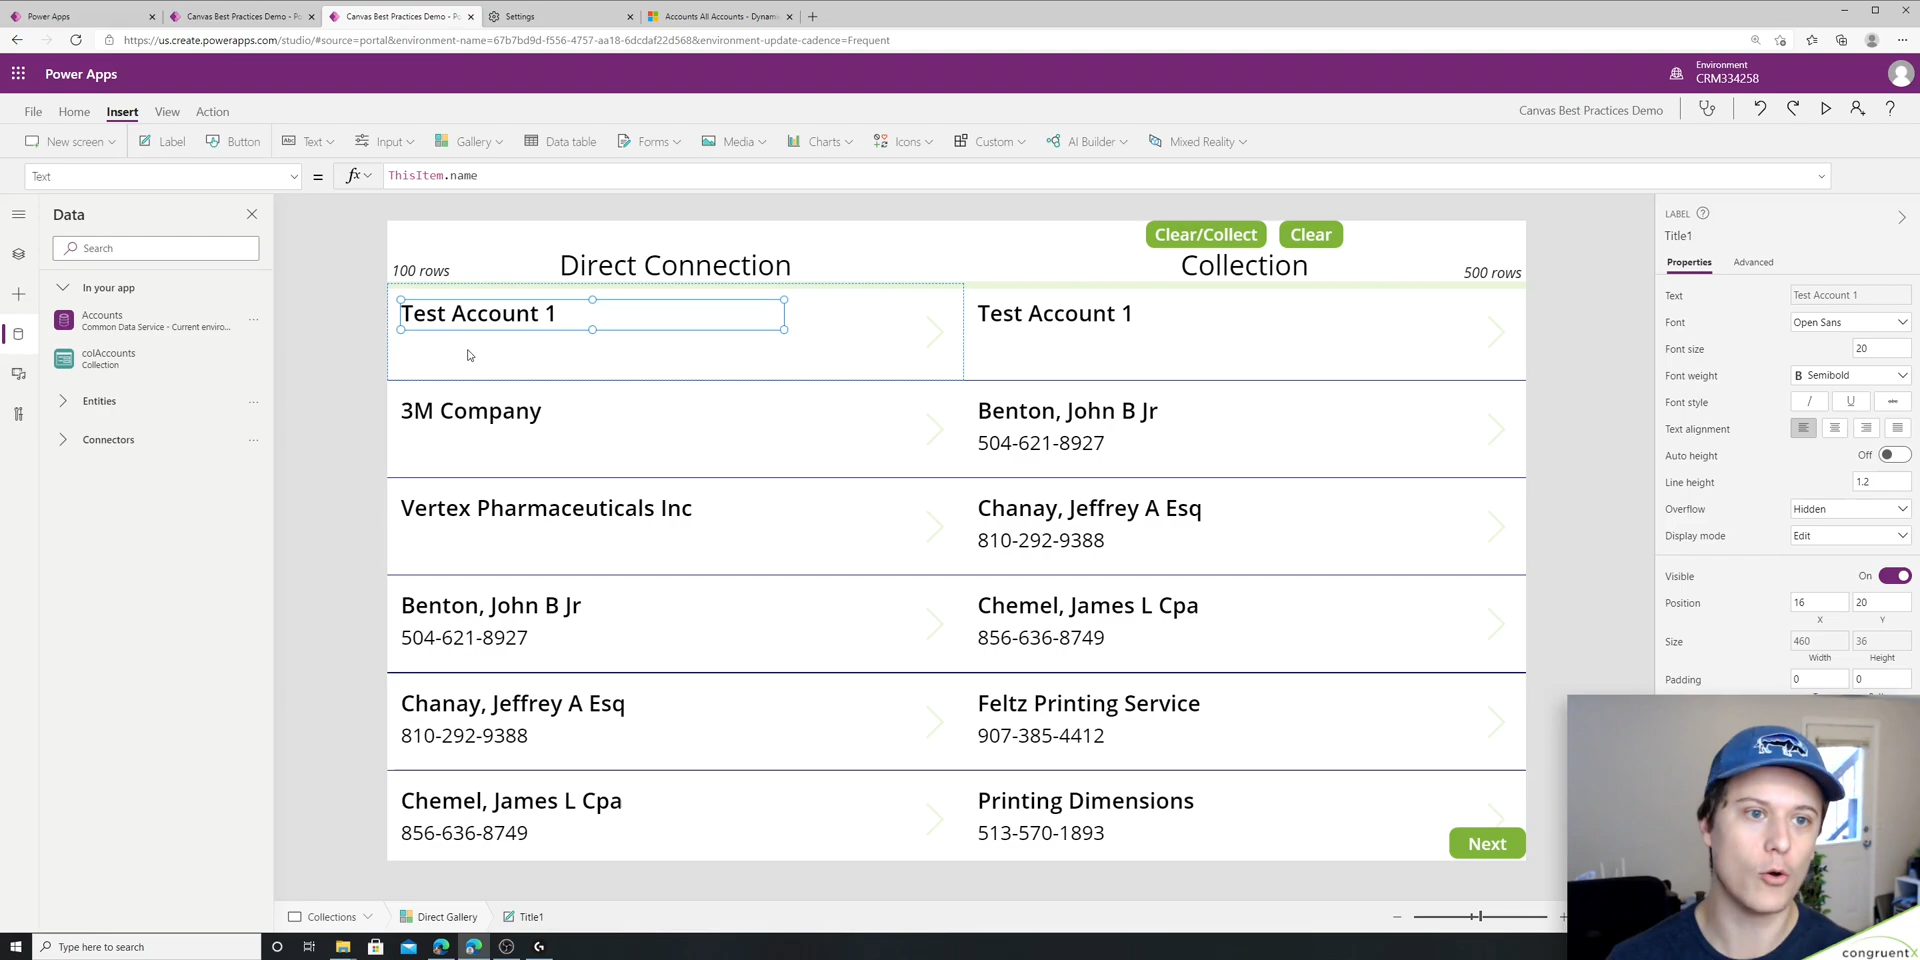 Power Apps
Canvas Best Practices Demo - Po
Canvas Best Practices Demo - Po
Settings
Accounts All Accounts - Dynami
https://us.create.powerapps.com/studio/#source=portal&environment-name=67b7bd9d-f556-4757-aa18-6dcdaf22d568&environment-update-cadence=Frequent
Power Apps
Environment
CRM334258
File Home Insert View Action
Canvas Best Practices Demo
New screen Label Button Text Input Gallery Data table Forms Media Charts Icons Custom AI Builder Mixed Reality
Text = fx ThisItem.name
Data
Search
In your app
Accounts
Common Data Service - Current enviro...
colAccounts
Collection
Entities
Connectors
Clear/Collect Clear
100 rows Direct Connection Collection 500 rows
Test Account 1
3M Company
Vertex Pharmaceuticals Inc
Benton, John B Jr
504-621-8927
Chanay, Jeffrey A Esq
810-292-9388
Chemel, James L Cpa
856-636-8749
Test Account 1
Benton, John B Jr
504-621-8927
Chanay, Jeffrey A Esq
810-292-9388
Chemel, James L Cpa
856-636-8749
Feltz Printing Service
907-385-4412
Printing Dimensions
513-570-1893
Next
LABEL
Title1
Properties Advanced
Text Test Account 1
Font Open Sans
Font size 20
Font weight B Semibold
Font style / U abc
Text alignment
Auto height Off
Line height 1.2
Overflow Hidden
Display mode Edit
Visible On
Position 16 20
X Y
Size 460 36
Width Height
Padding 0 0
Collections Direct Gallery Title1
Type here to search
congruentX